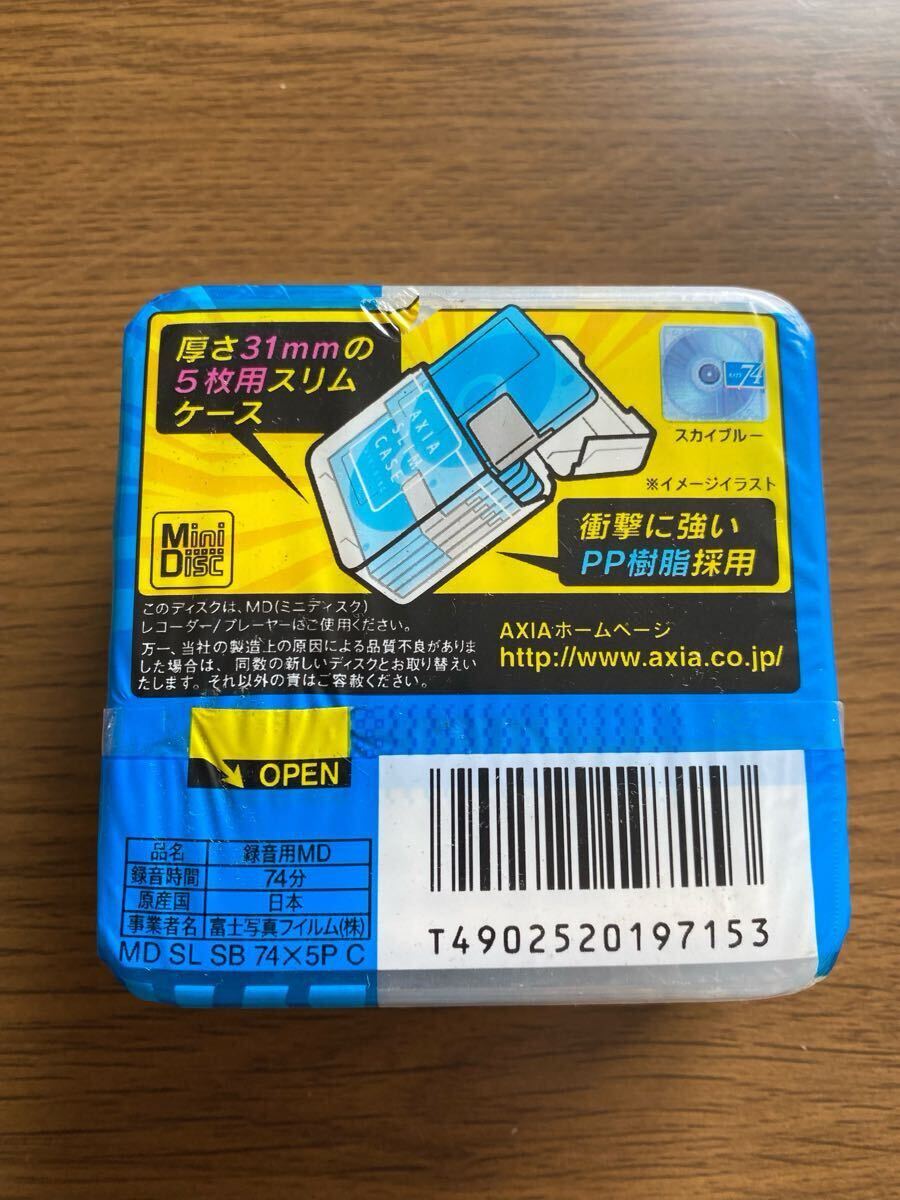 厚さ31mmの
5枚用スリム
ケース
AXIA
SLIM
CASE
74
スカイブルー
※イメージイラスト
衝撃に強い
PP樹脂採用
Mini
Disc
このディスクは、MD(ミニディスク)
レコーダー/プレーヤーにご使用ください。
万一、当社の製造上の原因による品質不良がありま
した場合は、同数の新しいディスクとお取り替えい
たします。それ以外の責はご容赦ください。
AXIAホームページ
http://www.axia.co.jp/
OPEN
品名 録音用MD
録音時間 74分
原産国 日本
事業者名 富士写真フイルム(株)
MD SL SB 74×5P C
T4902520197153